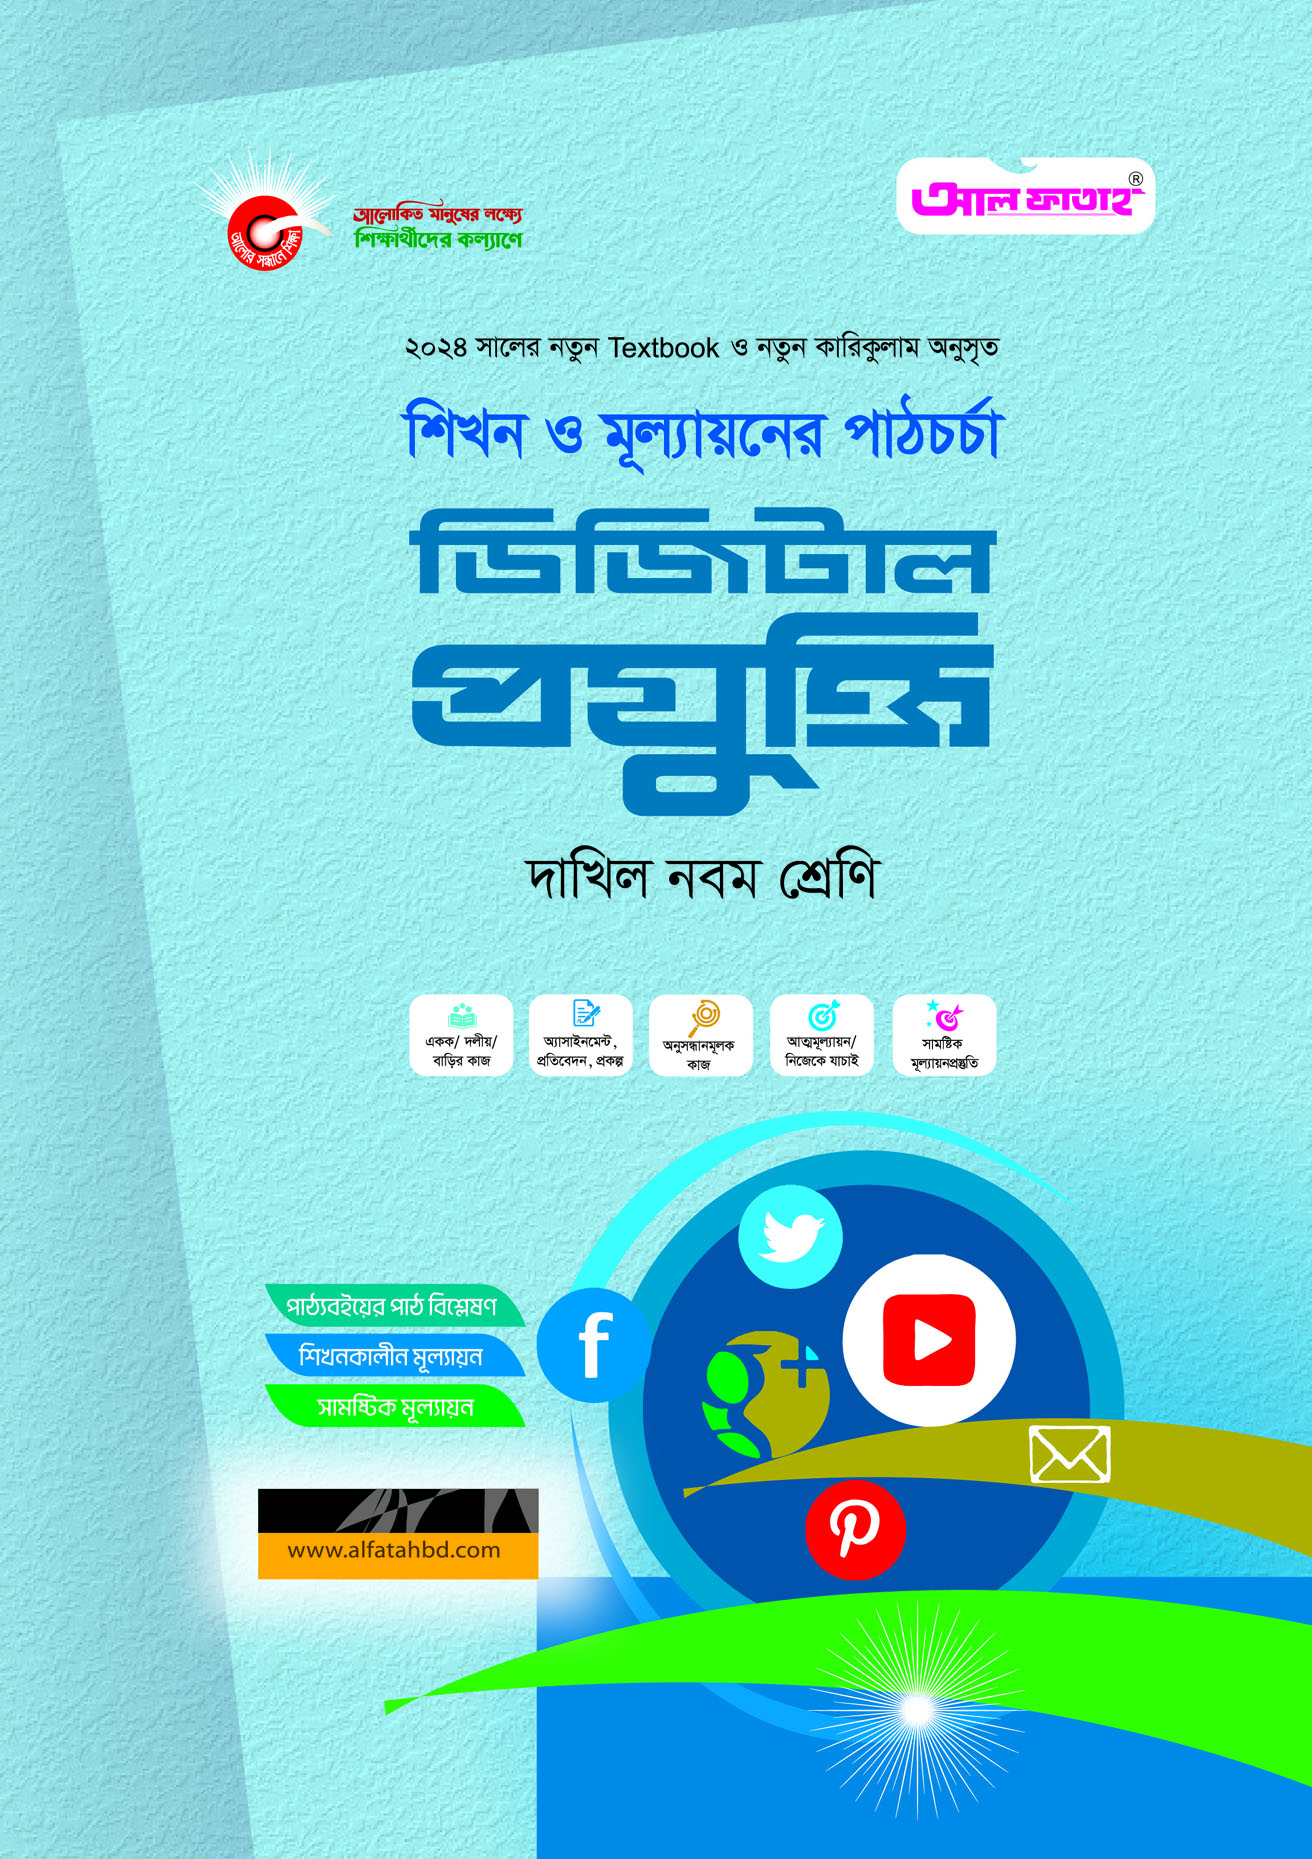 আলোর সন্ধানে শিক্ষা
আলোকিত মানুষের লক্ষ্যে
শিক্ষার্থীদের কল্যাণে
আল ফাতাহ®
২০২৪ সালের নতুন Textbook ও নতুন কারিকুলাম অনুসৃত
শিখন ও মূল্যায়নের পাঠচর্চা
ডিজিটাল
প্রযুক্তি
দাখিল নবম শ্রেণি
একক/ দলীয়/
বাড়ির কাজ
অ্যাসাইনমেন্ট,
প্রতিবেদন, প্রকল্প
অনুসন্ধানমূলক
কাজ
আত্মমূল্যায়ন/
নিজেকে যাচাই
সামষ্টিক
মূল্যায়নপ্রস্তুতি
পাঠ্যবইয়ের পাঠ বিশ্লেষণ
শিখনকালীন মূল্যায়ন
সামষ্টিক মূল্যায়ন
f
g+
www.alfatahbd.com